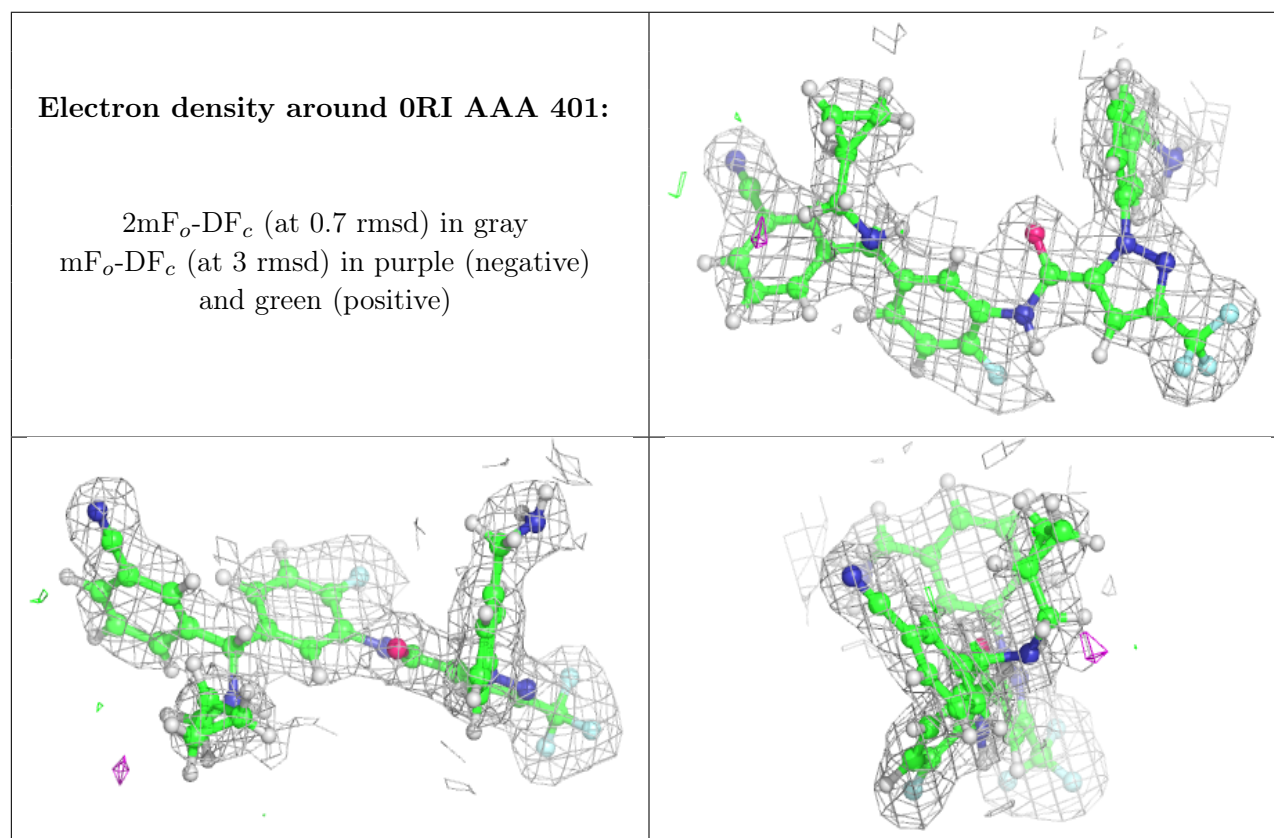 Electron density around 0RI AAA 401:
2mFo-DFc (at 0.7 rmsd) in gray
mFo-DFc (at 3 rmsd) in purple (negative)
and green (positive)